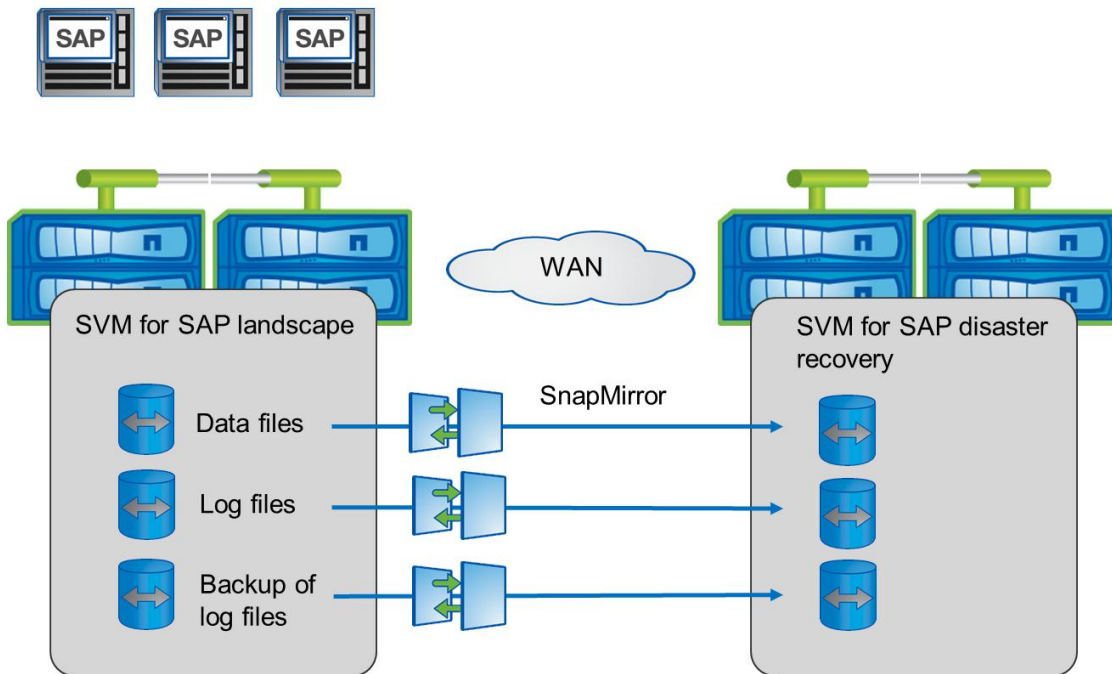 SAP
SAP
SAP
WAN
SVM for SAP landscape
SVM for SAP disaster
recovery
SnapMirror
Data files
Log files
Backup of
log files